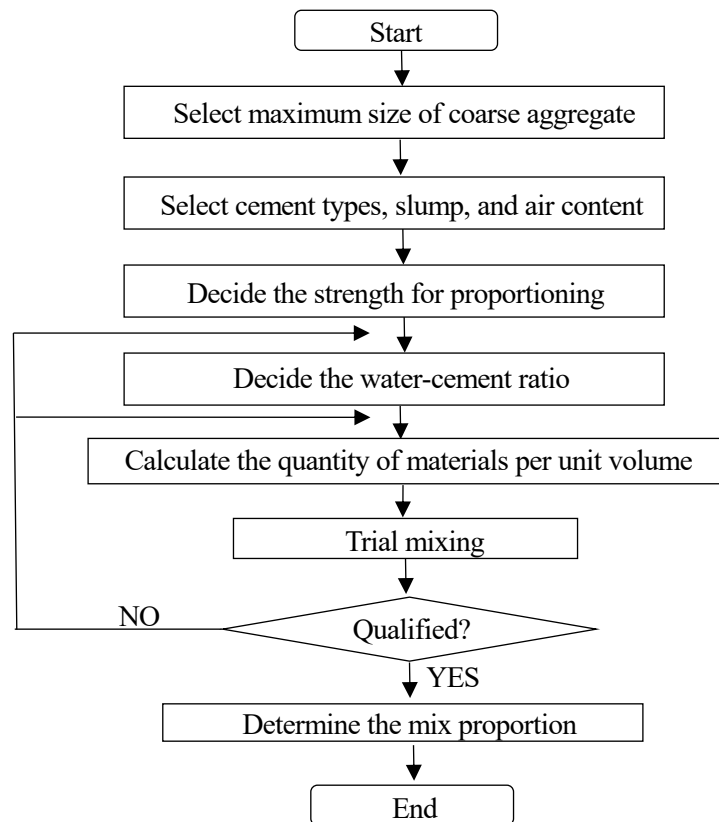 Start
Select maximum size of coarse aggregate
Select cement types, slump, and air content
Decide the strength for proportioning
Decide the water-cement ratio
Calculate the quantity of materials per unit volume
Trial mixing
NO
Qualified?
YES
Determine the mix proportion
End